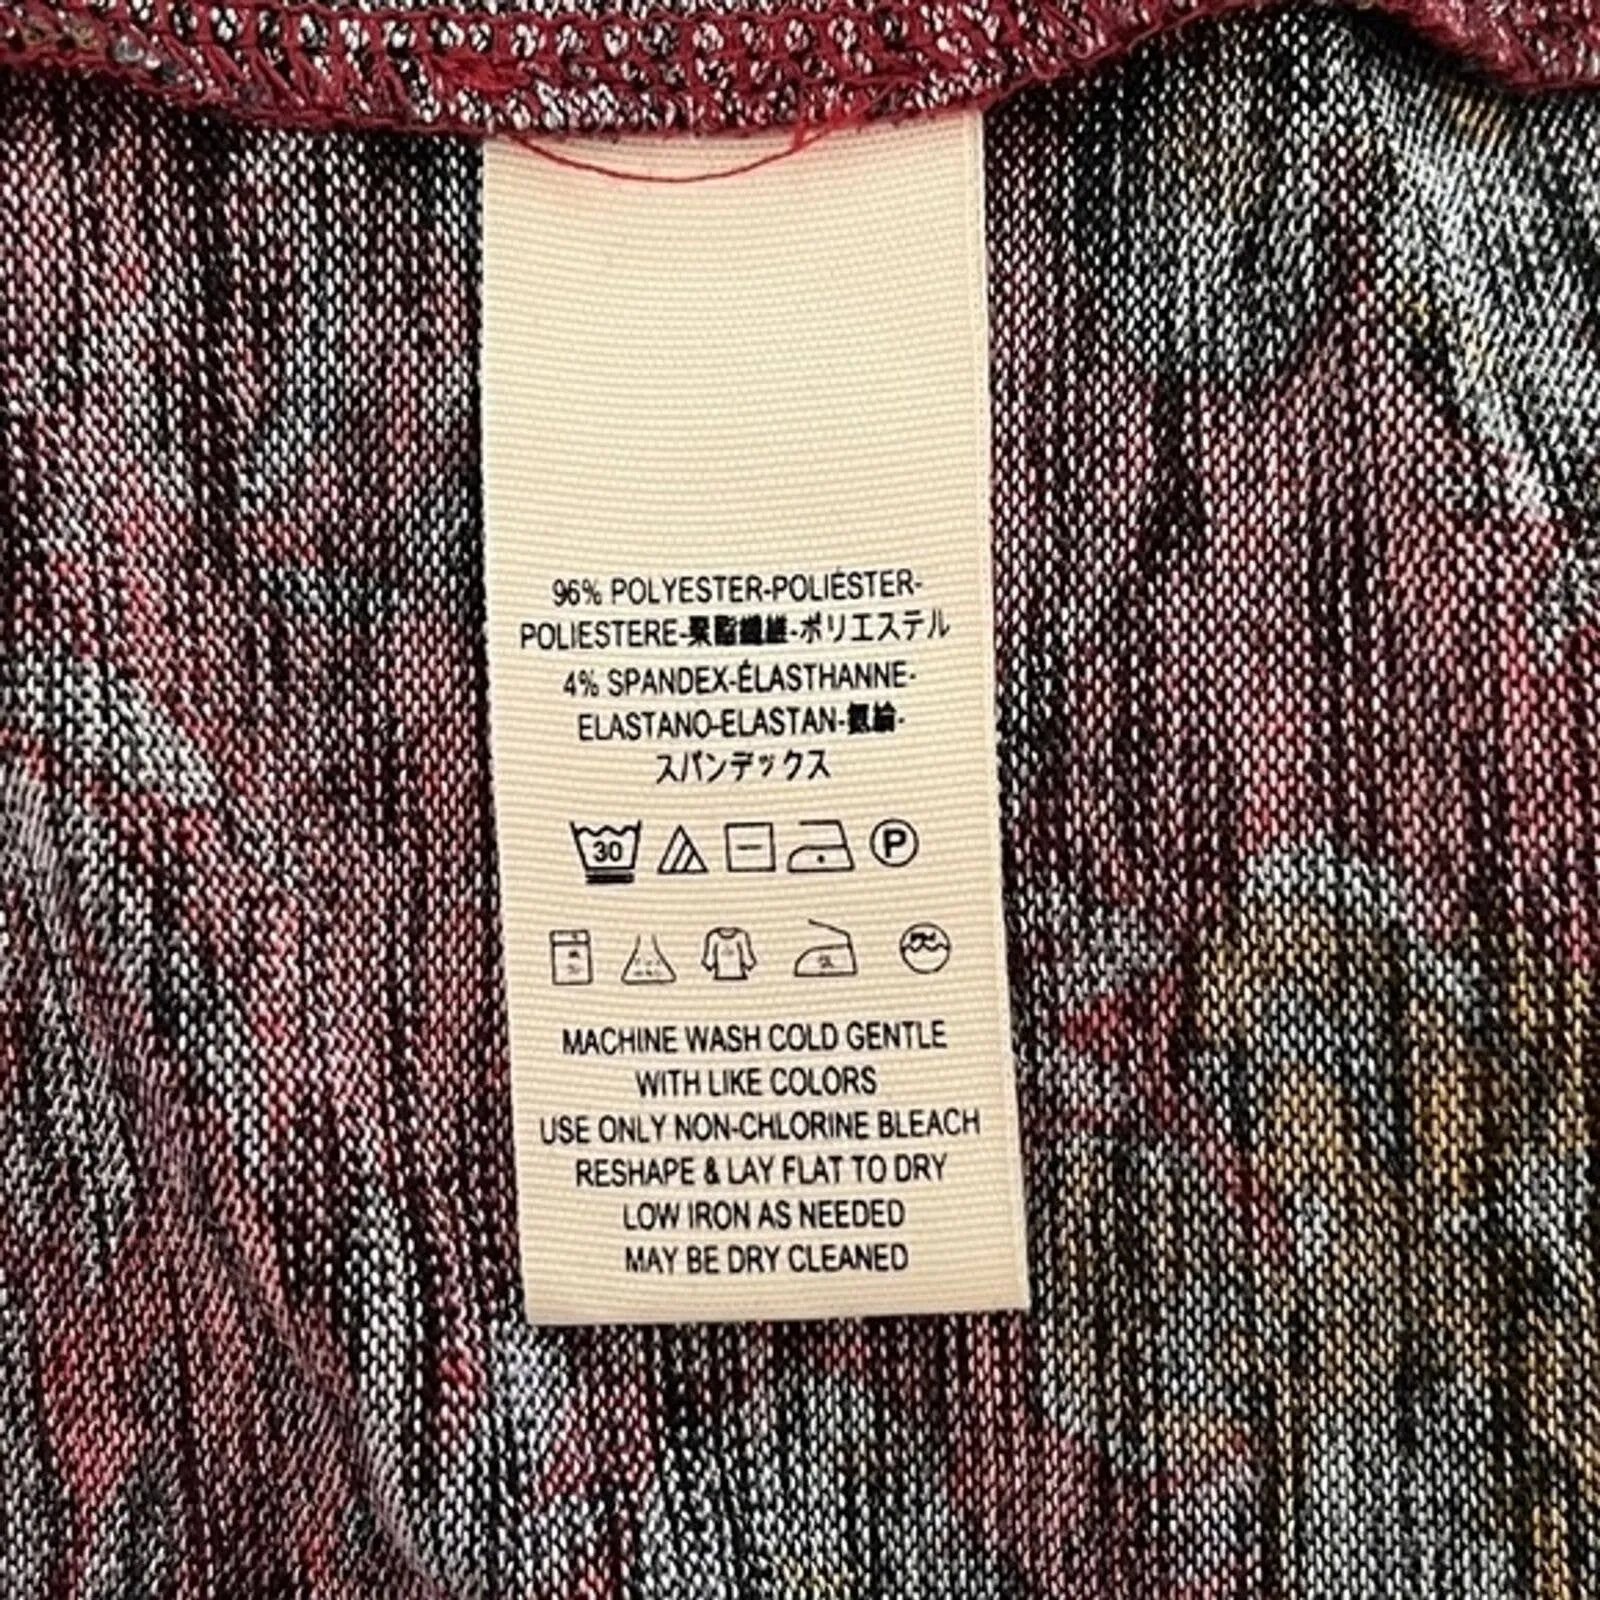 96% POLYESTER-POLIÉSTER-
POLIESTERE-聚脂纖維-ポリエステル
4% SPANDEX-ÉLASTHANNE-
ELASTANO-ELASTAN-氨綸-
スパンデックス
30 P
MACHINE WASH COLD GENTLE
WITH LIKE COLORS
USE ONLY NON-CHLORINE BLEACH
RESHAPE & LAY FLAT TO DRY
LOW IRON AS NEEDED
MAY BE DRY CLEANED